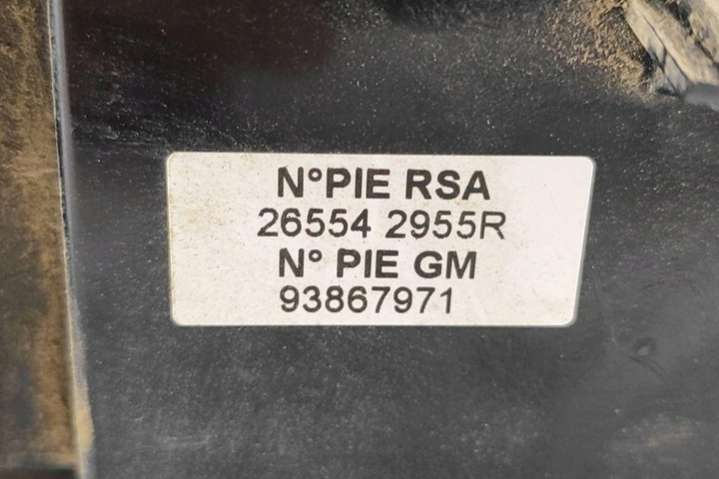 N°PIE RSA
26554 2955R
N° PIE GM
93867971